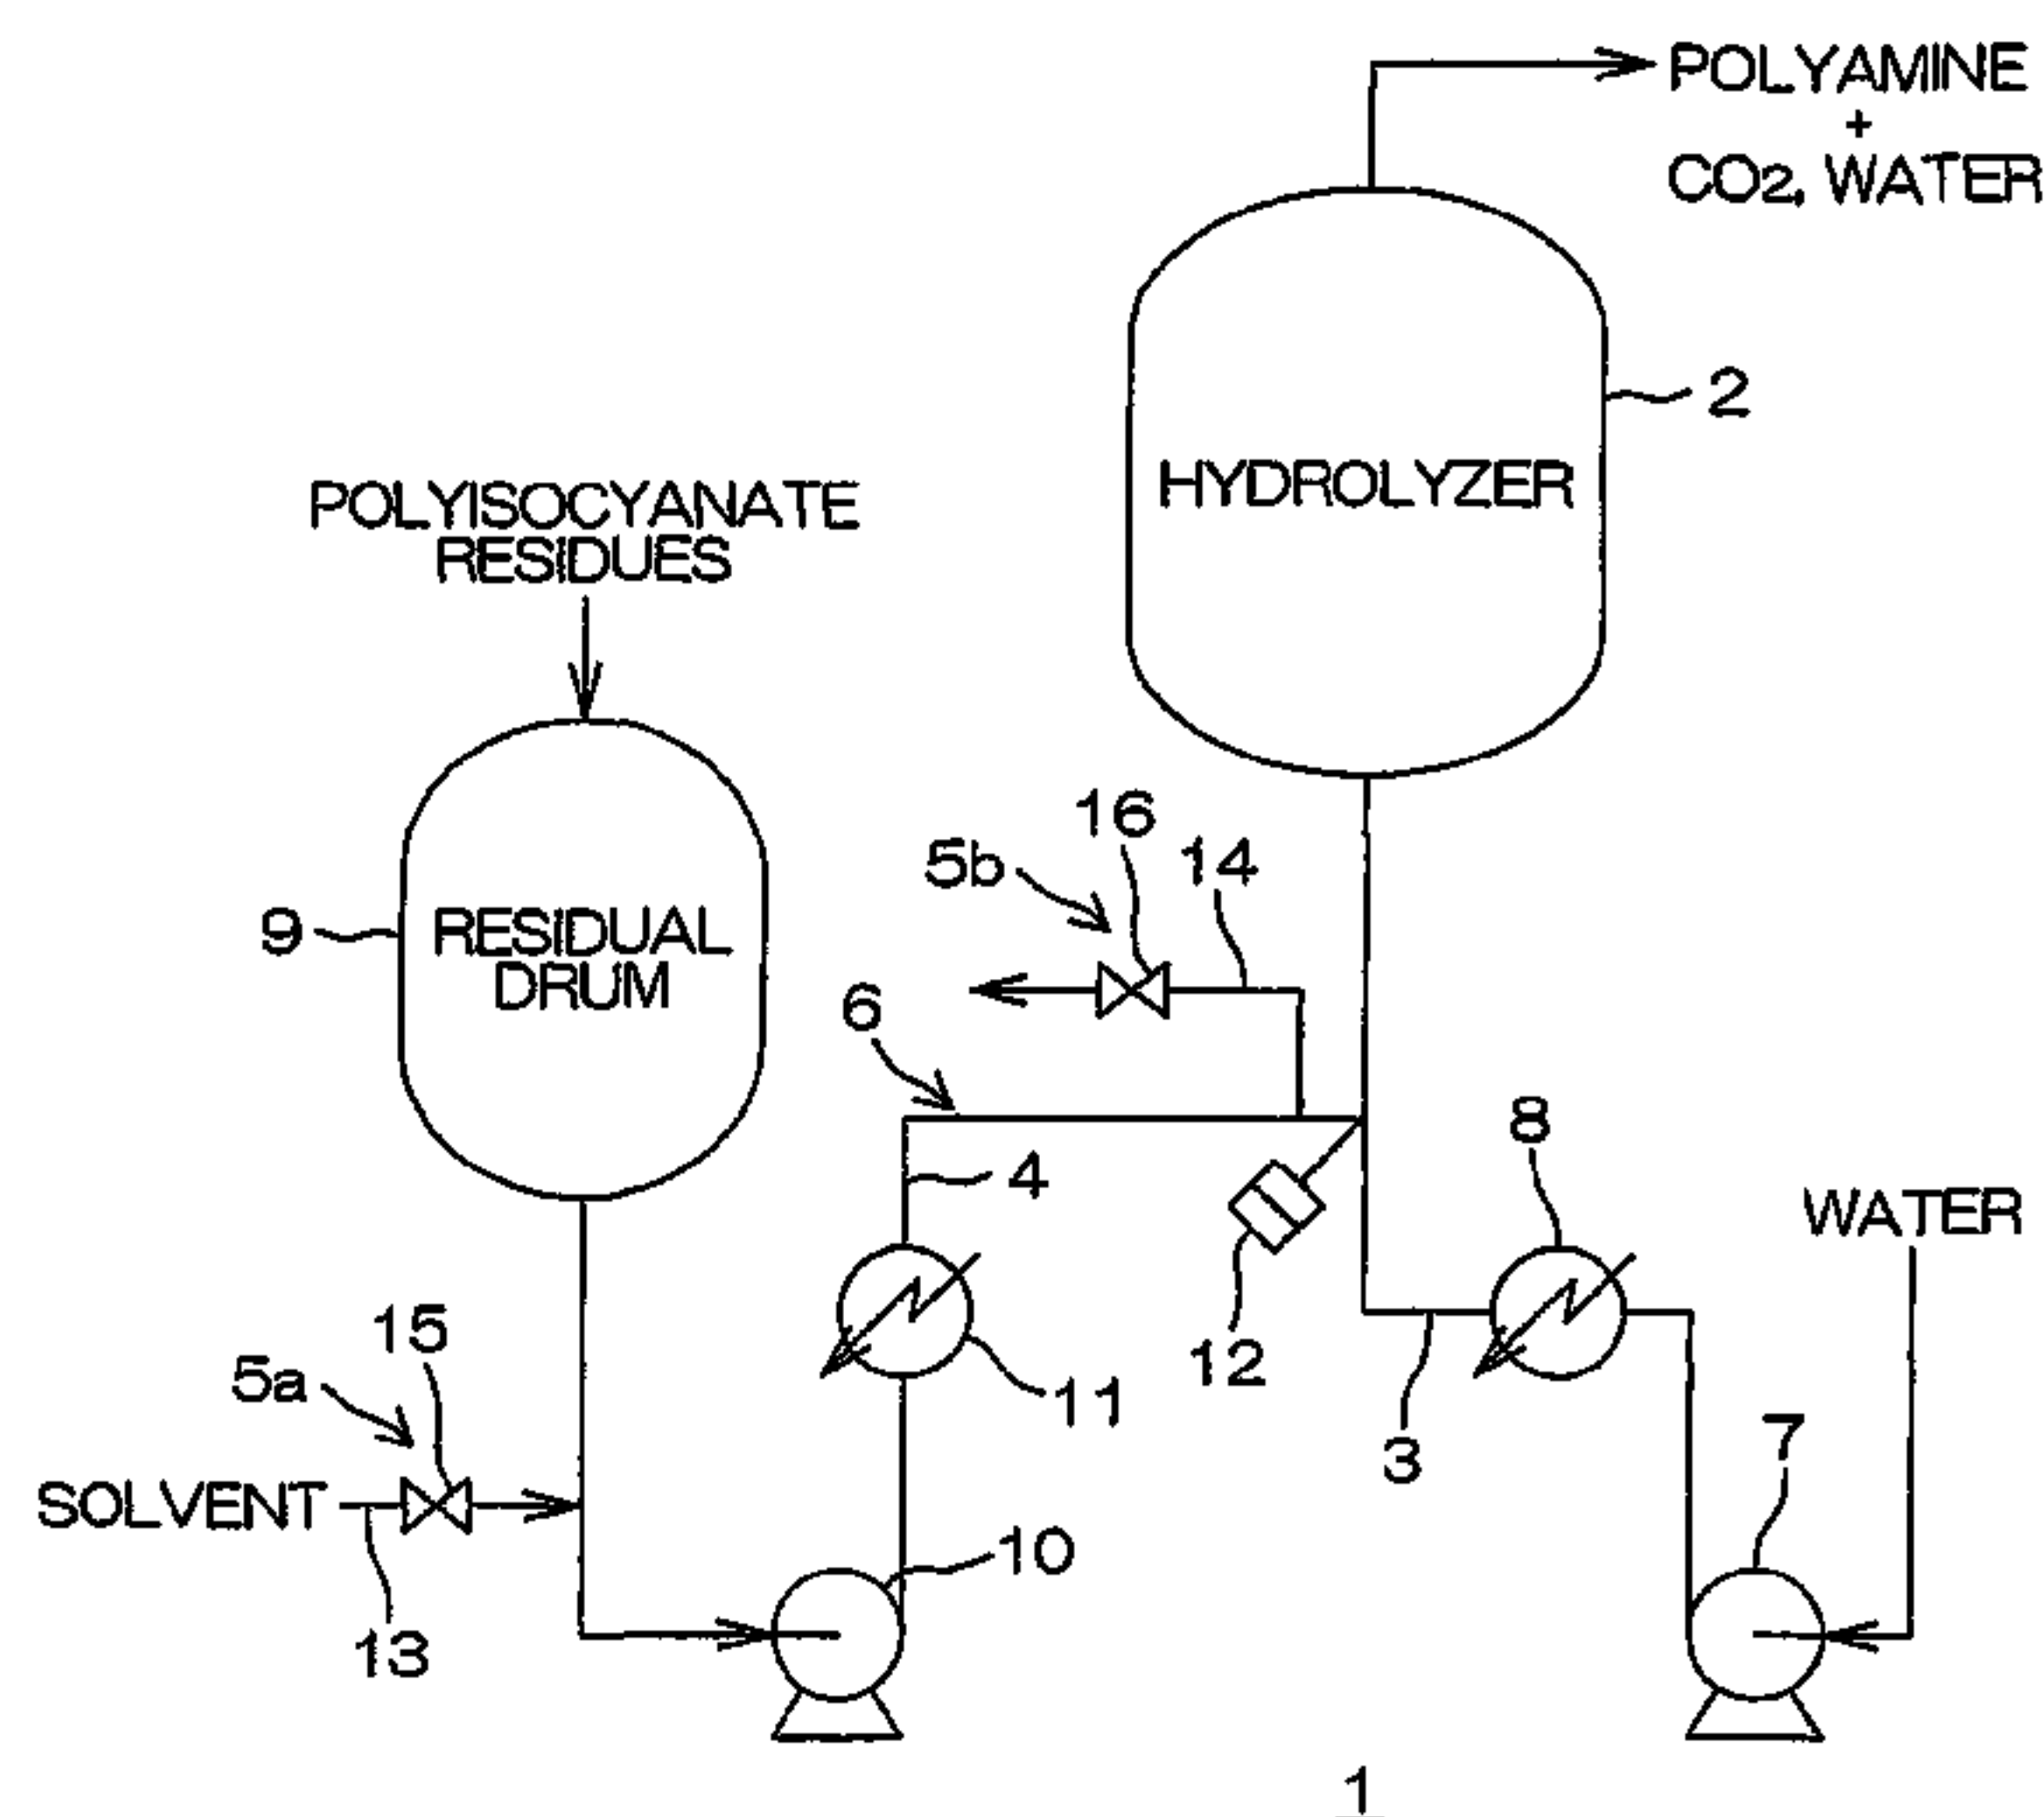 POLYAMINE
+
CO2, WATER
2
HYDROLYZER
POLYISOCYANATE
RESIDUES
16
5b
14
9
RESIDUAL
DRUM
6
8
4
WATER
15
5a
12
11
3
7
SOLVENT
10
13
1